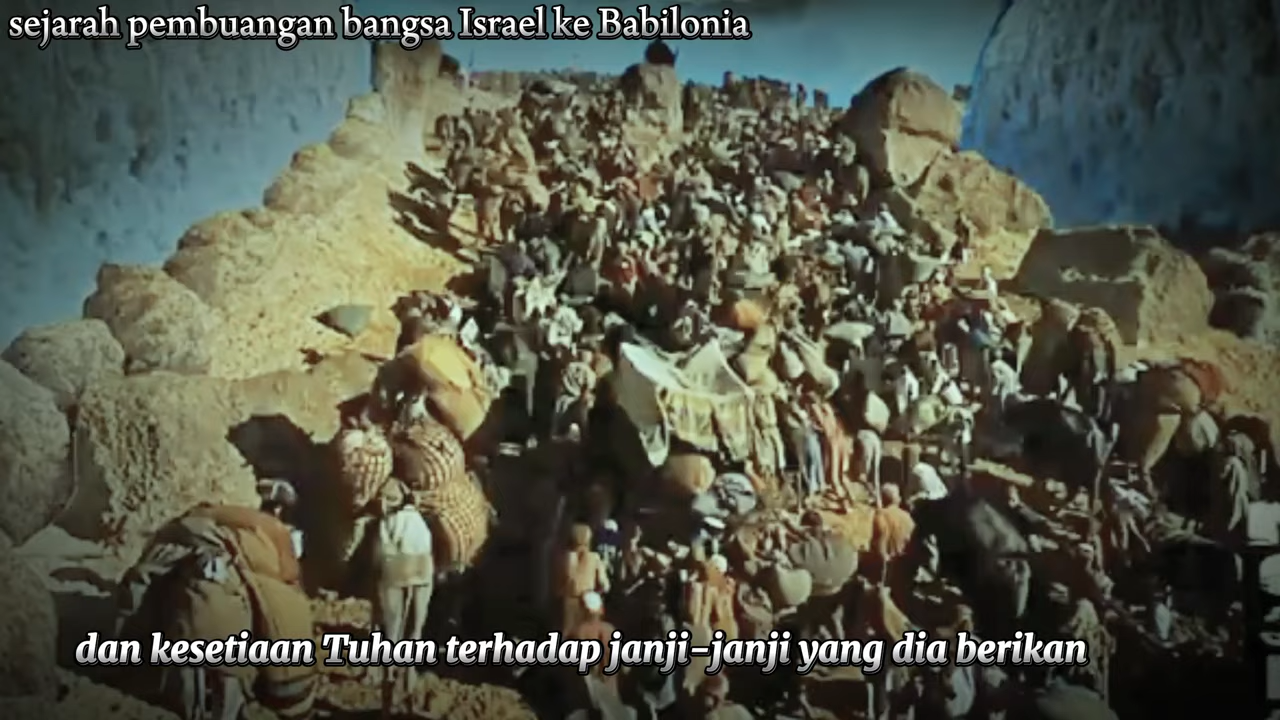 sejarah pembuangan bangsa Israel ke Babilonia
dan kesetiaan Tuhan terhadap janji-janji yang dia berikan